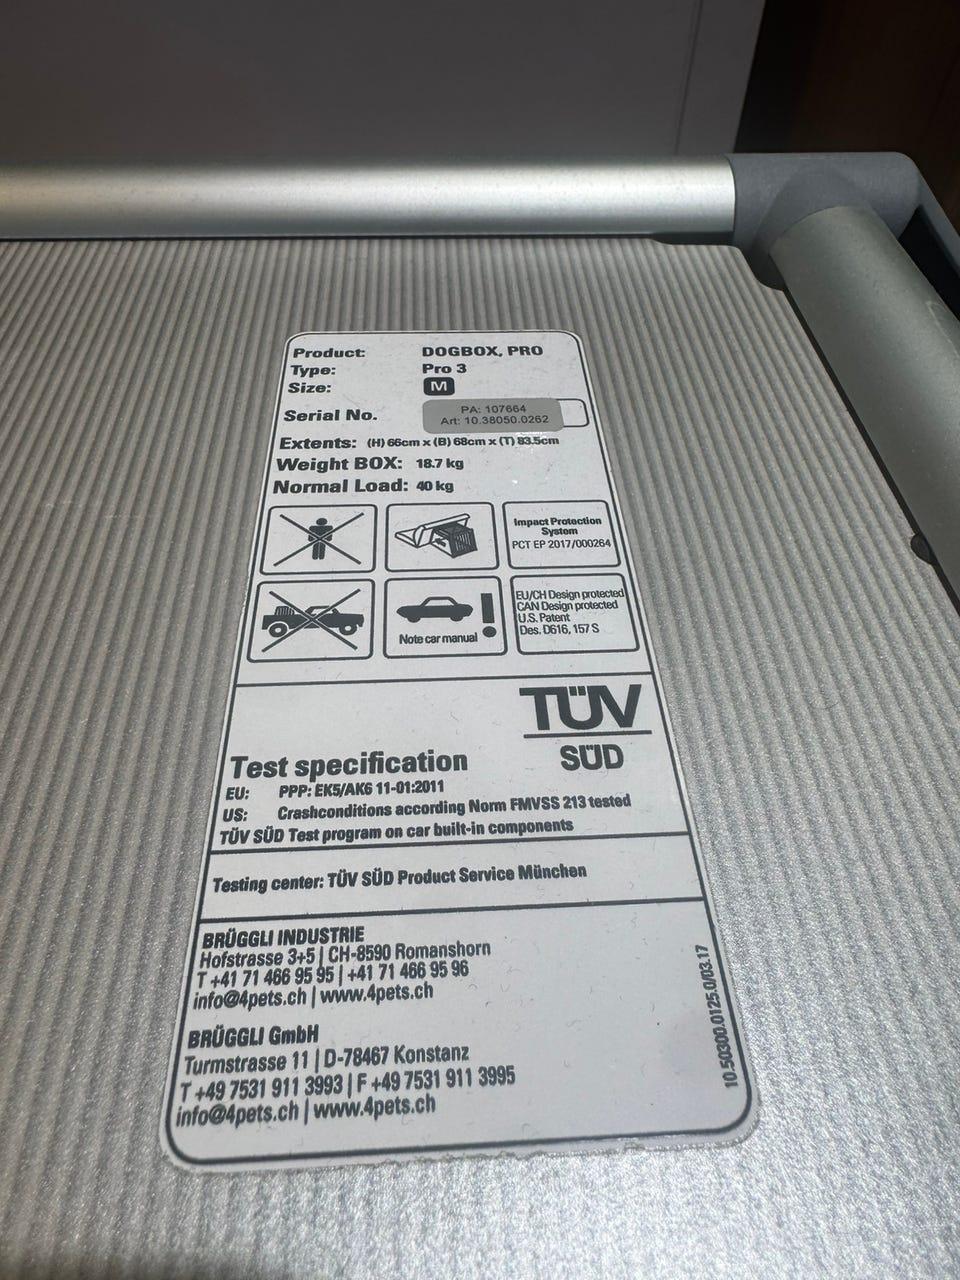 Product: DOGBOX, PRO
Type: Pro 3
Size: M
Serial No. PA: 107664
Art: 10.38050.0262
Extents: (H) 66cm x (B) 68cm x (T) 83.5cm
Weight BOX: 18.7 kg
Normal Load: 40 kg
Impact Protection
System
PCT EP 2017/000264
Note car manual !
EU/CH Design protected
CAN Design protected
U.S. Patent
Des. D616, 157 S
TÜV
SÜD
Test specification
EU: PPP: EK5/AK6 11-01:2011
US: Crashconditions according Norm FMVSS 213 tested
TÜV SÜD Test program on car built-in components
Testing center: TÜV SÜD Product Service München
BRÜGGLI INDUSTRIE
Hofstrasse 3+5 | CH-8590 Romanshorn
T +41 71 466 95 95 | +41 71 466 95 96
info@4pets.ch | www.4pets.ch
BRÜGGLI GmbH
Turmstrasse 11 | D-78467 Konstanz
T +49 7531 911 3993 | F +49 7531 911 3995
info@4pets.ch | www.4pets.ch
10.50300.0125.0/03.17